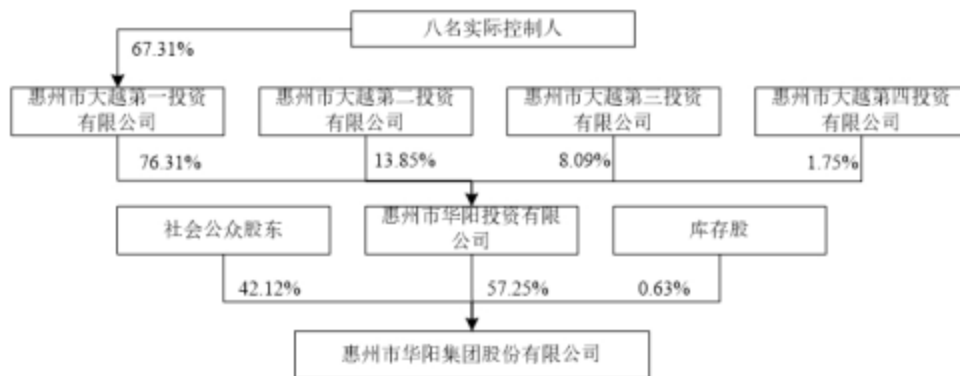 八名实际控制人
67.31%
惠州市大越第一投资
有限公司
惠州市大越第二投资
有限公司
惠州市大越第三投资
有限公司
惠州市大越第四投资
有限公司
76.31%
13.85%
8.09%
1.75%
社会公众股东
惠州市华阳投资有限
公司
库存股
42.12%
57.25%
0.63%
惠州市华阳集团股份有限公司